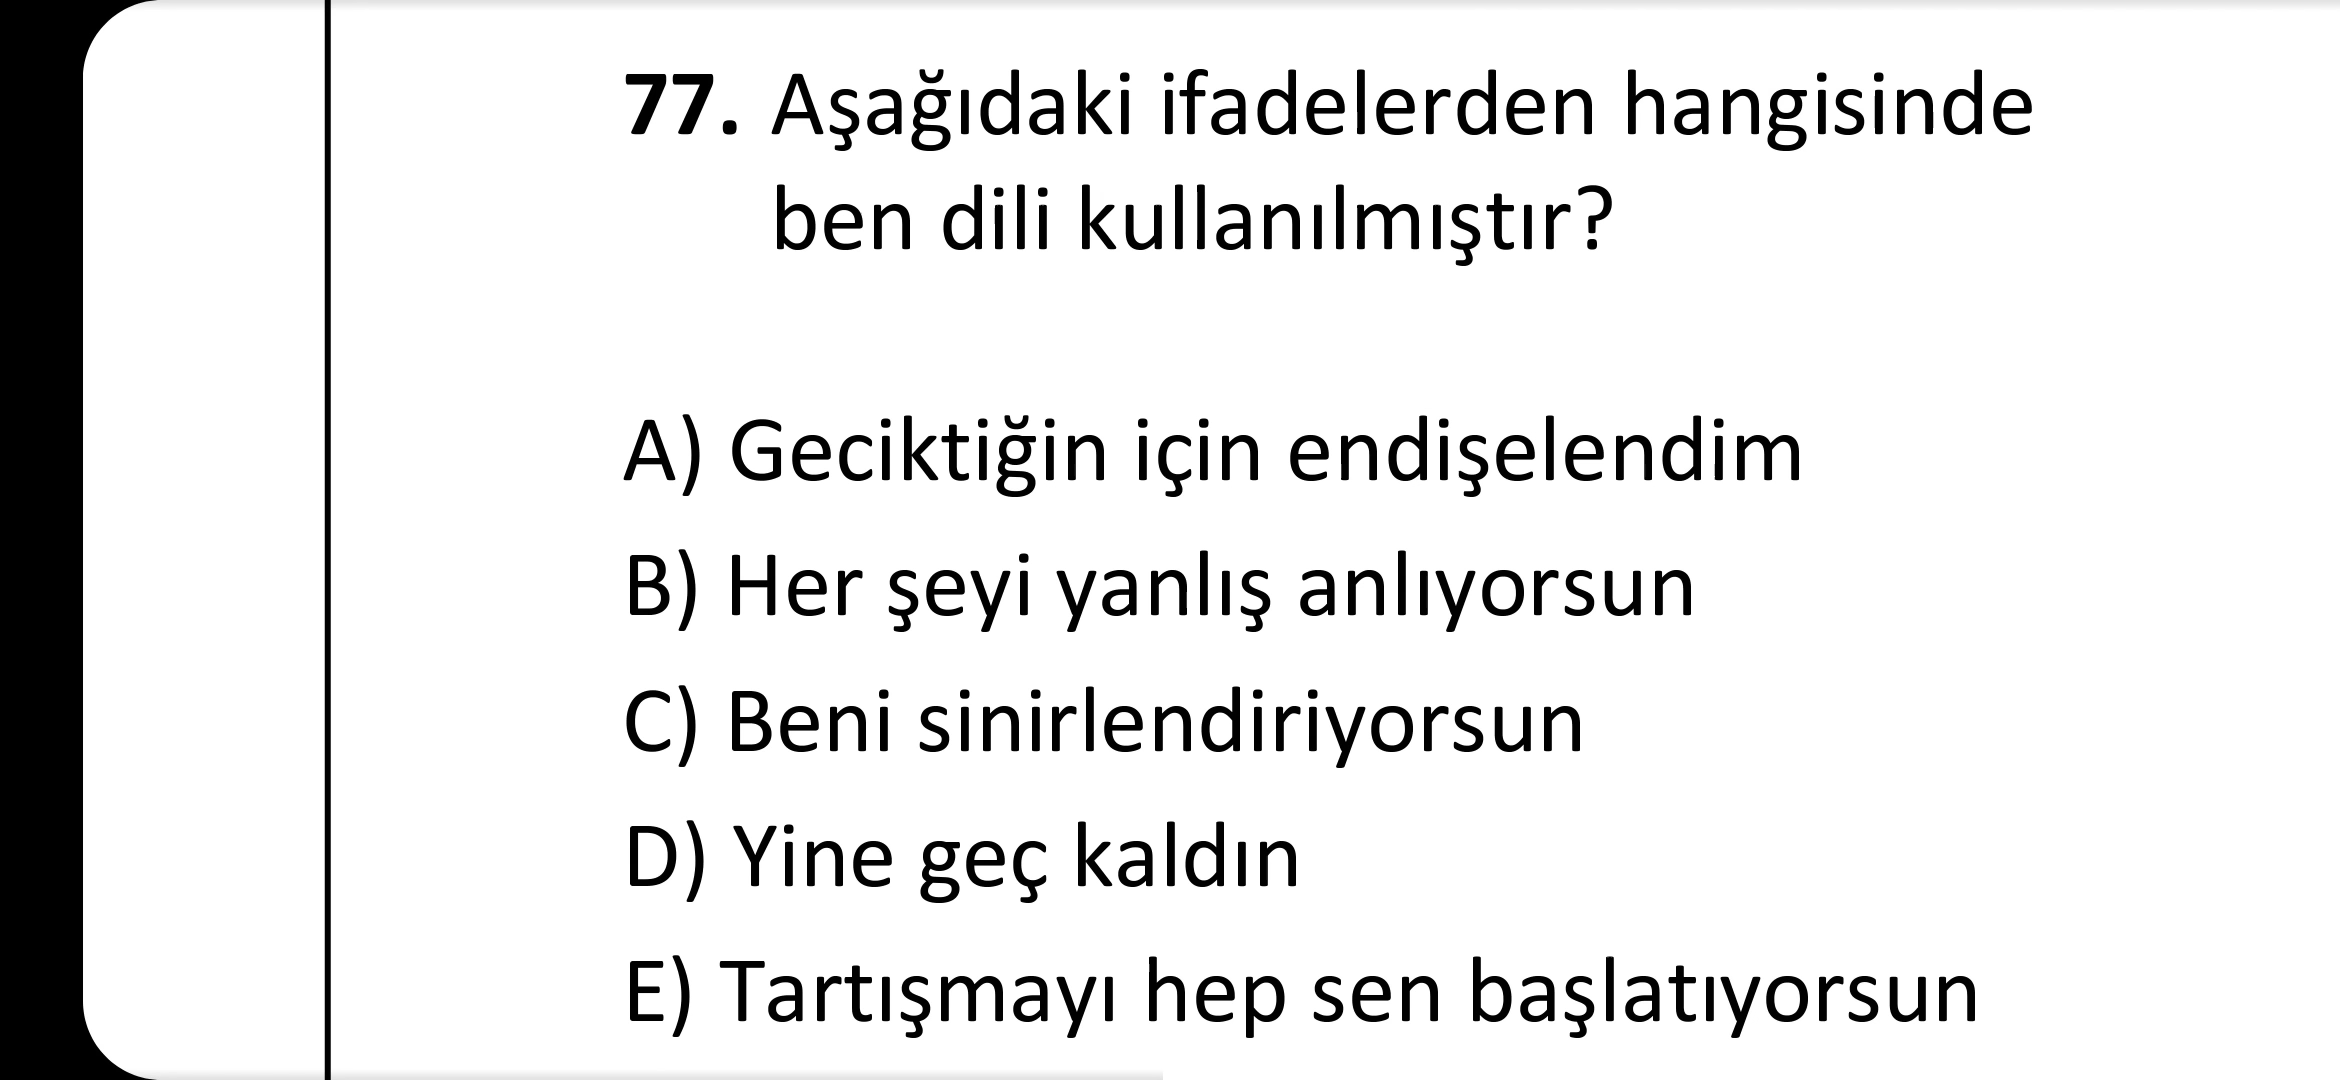 77. Aşağıdaki ifadelerden hangisinde
ben dili kullanılmıştır?
A) Geciktiğin için endişelendim
B) Her şeyi yanlış anlıyorsun
C) Beni sinirlendiriyorsun
D) Yine geç kaldın
E) Tartışmayı hep sen başlatıyorsun